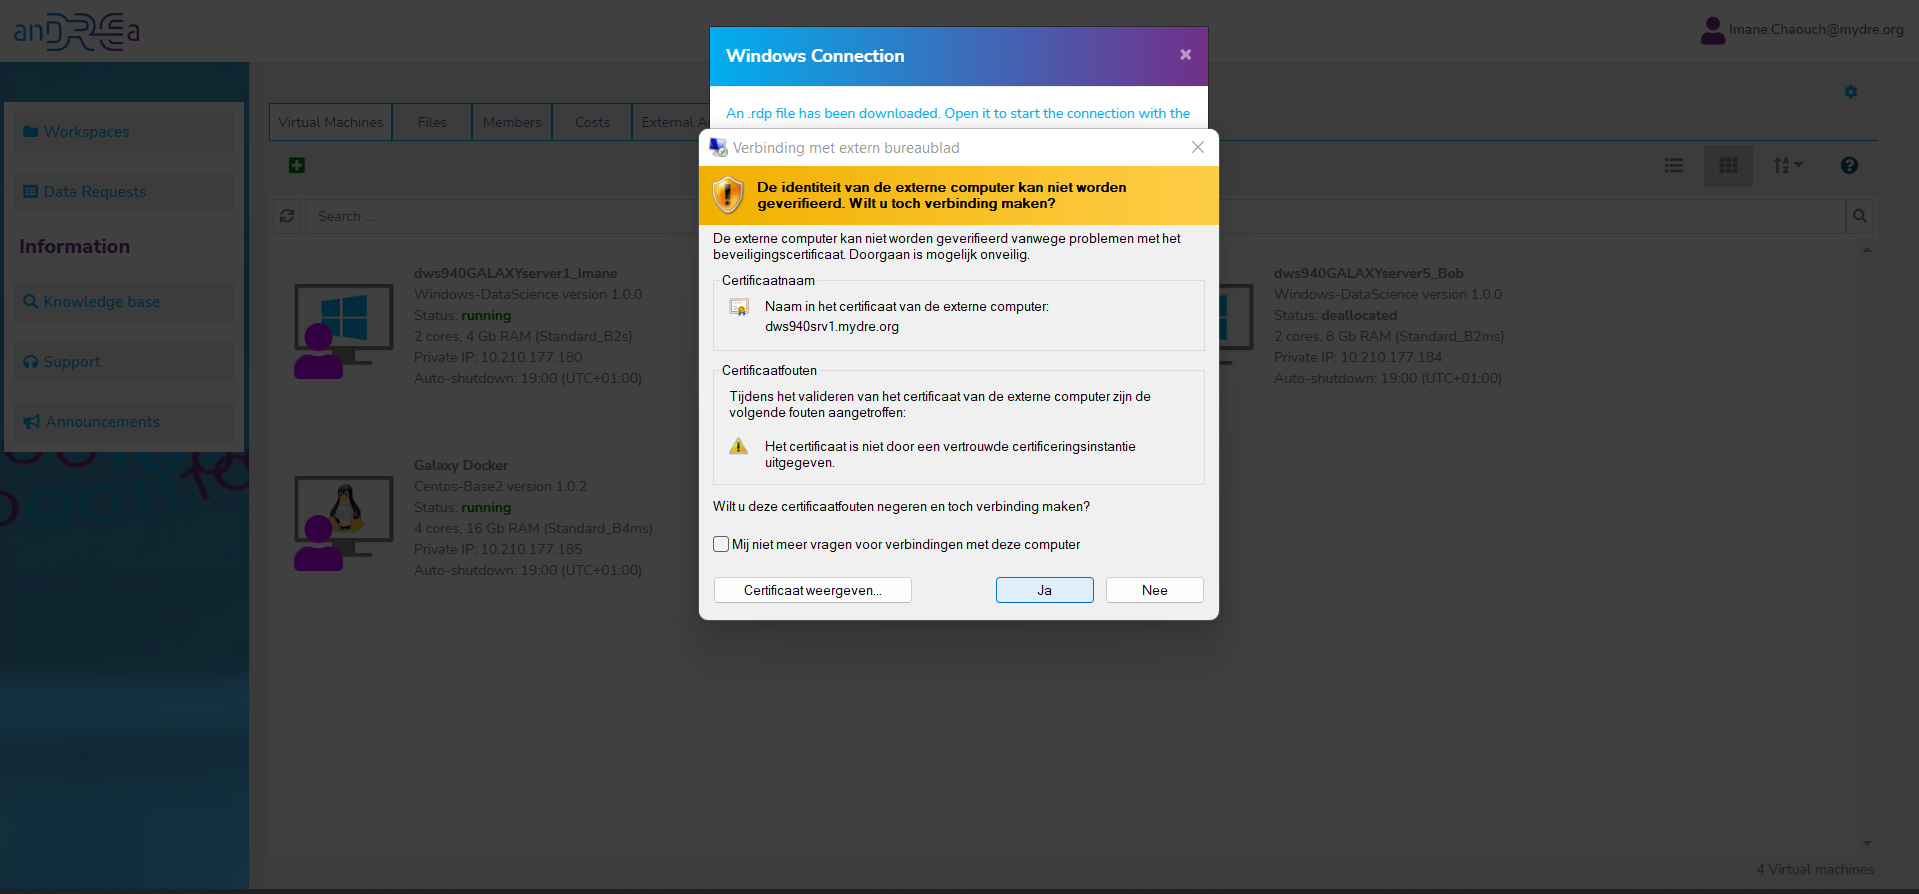 anDREa
Imane.Chaouch@mydre.org
Windows Connection
An .rdp file has been downloaded. Open it to start the connection with the
Workspaces
Data Requests
Information
Knowledge base
Support
Announcements
Virtual Machines
Files
Members
Costs
External A
Search ...
Verbinding met extern bureaublad
De identiteit van de externe computer kan niet worden
geverifieerd. Wilt u toch verbinding maken?
De externe computer kan niet worden geverifieerd vanwege problemen met het
beveiligingscertificaat. Doorgaan is mogelijk onveilig.
Certificaatnaam
Naam in het certificaat van de externe computer:
dws940srv1.mydre.org
Certificaatfouten
Tijdens het valideren van het certificaat van de externe computer zijn de
volgende fouten aangetroffen:
Het certificaat is niet door een vertrouwde certificeringsinstantie
uitgegeven.
Wilt u deze certificaatfouten negeren en toch verbinding maken?
Mij niet meer vragen voor verbindingen met deze computer
Certificaat weergeven...
Ja
Nee
dws940GALAXYserver1_Imane
Windows-DataScience version 1.0.0
Status: running
2 cores, 4 Gb RAM (Standard_B2s)
Private IP: 10.210.177.180
Auto-shutdown: 19:00 (UTC+01:00)
dws940GALAXYserver5_Bob
Windows-DataScience version 1.0.0
Status: deallocated
2 cores, 8 Gb RAM (Standard_B2ms)
Private IP: 10.210.177.184
Auto-shutdown: 19:00 (UTC+01:00)
Galaxy Docker
Centos-Base2 version 1.0.2
Status: running
4 cores, 16 Gb RAM (Standard_B4ms)
Private IP: 10.210.177.185
Auto-shutdown: 19:00 (UTC+01:00)
4 Virtual machines